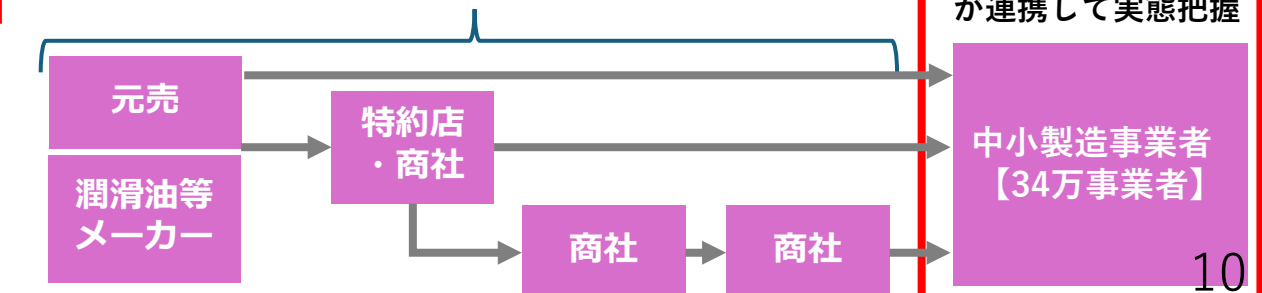 が連携して実態把握
元売
潤滑油等
メーカー
特約店
・商社
商社
商社
中小製造事業者
【34万事業者】
10